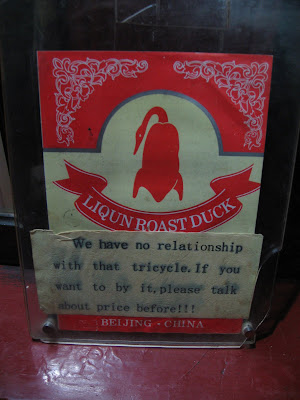 LIQUN ROAST DUCK
We have no relationship
with that tricycle.If you
want to by it,please talk
about price before!!!
BEIJING · CHINA